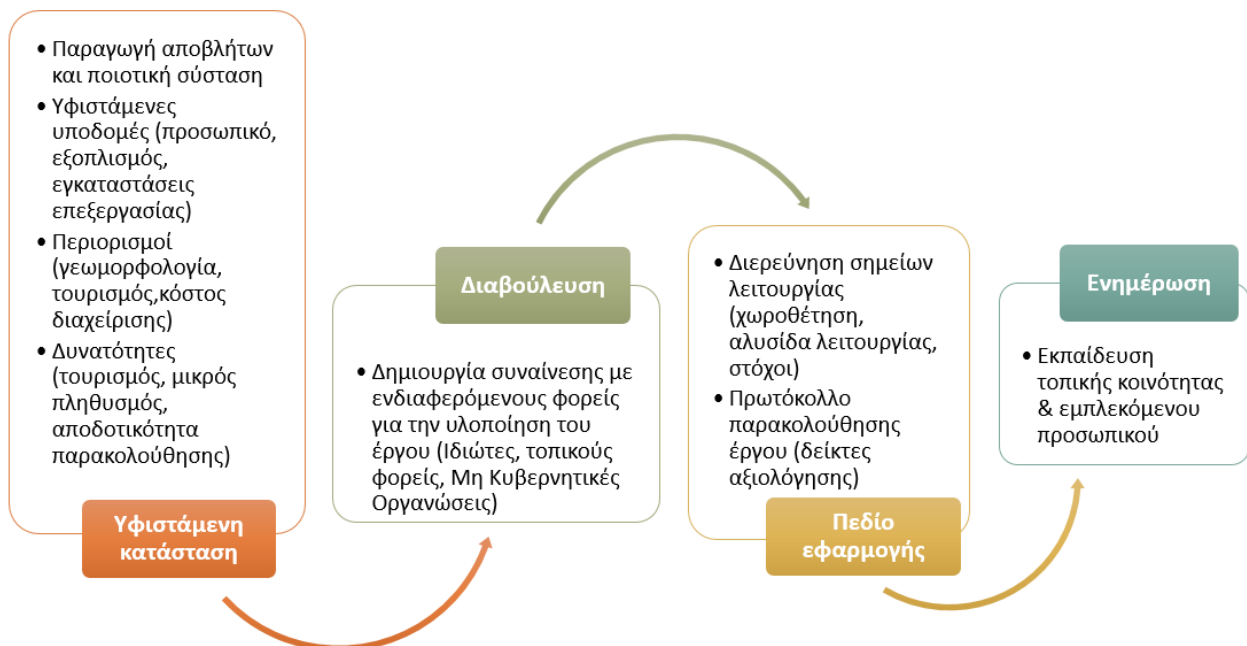 • Παραγωγή αποβλήτων
και ποιοτική σύσταση
• Υφιστάμενες
υποδομές (προσωπικό,
εξοπλισμός,
εγκαταστάσεις
επεξεργασίας)
• Περιορισμοί
(γεωμορφολογία,
τουρισμός,κόστος
διαχείρισης)
• Δυνατότητες
(τουρισμός, μικρός
πληθυσμός,
αποδοτικότητα
παρακολούθησης)
Υφιστάμενη
κατάσταση
Διαβούλευση
• Δημιουργία συναίνεσης με
ενδιαφερόμενους φορείς
για την υλοποίηση του
έργου (Ιδιώτες, τοπικούς
φορείς, Μη Κυβερνητικές
Οργανώσεις)
• Διερεύνηση σημείων
λειτουργίας
(χωροθέτηση,
αλυσίδα λειτουργίας,
στόχοι)
• Πρωτόκολλο
παρακολούθησης
έργου (δείκτες
αξιολόγησης)
Πεδίο
εφαρμογής
Ενημέρωση
• Εκπαίδευση
τοπικής κοινότητας
& εμπλεκόμενου
προσωπικού